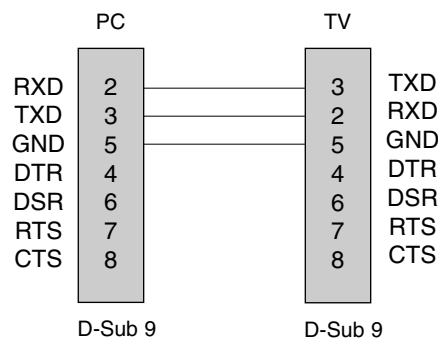 PC TV
RXD 2 3 TXD
TXD 3 2 RXD
GND 5 5 GND
DTR 4 4 DTR
DSR 6 6 DSR
RTS 7 7 RTS
CTS 8 8 CTS
D-Sub 9 D-Sub 9